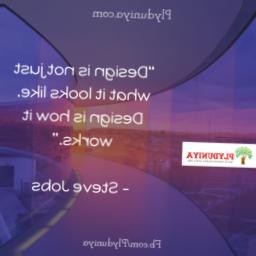 Plyduniya.com
"Design is not just
what it looks like.
Design is how it
works."
PLYDUNIYA
- Steve Jobs
Fb.com/Plyduniya